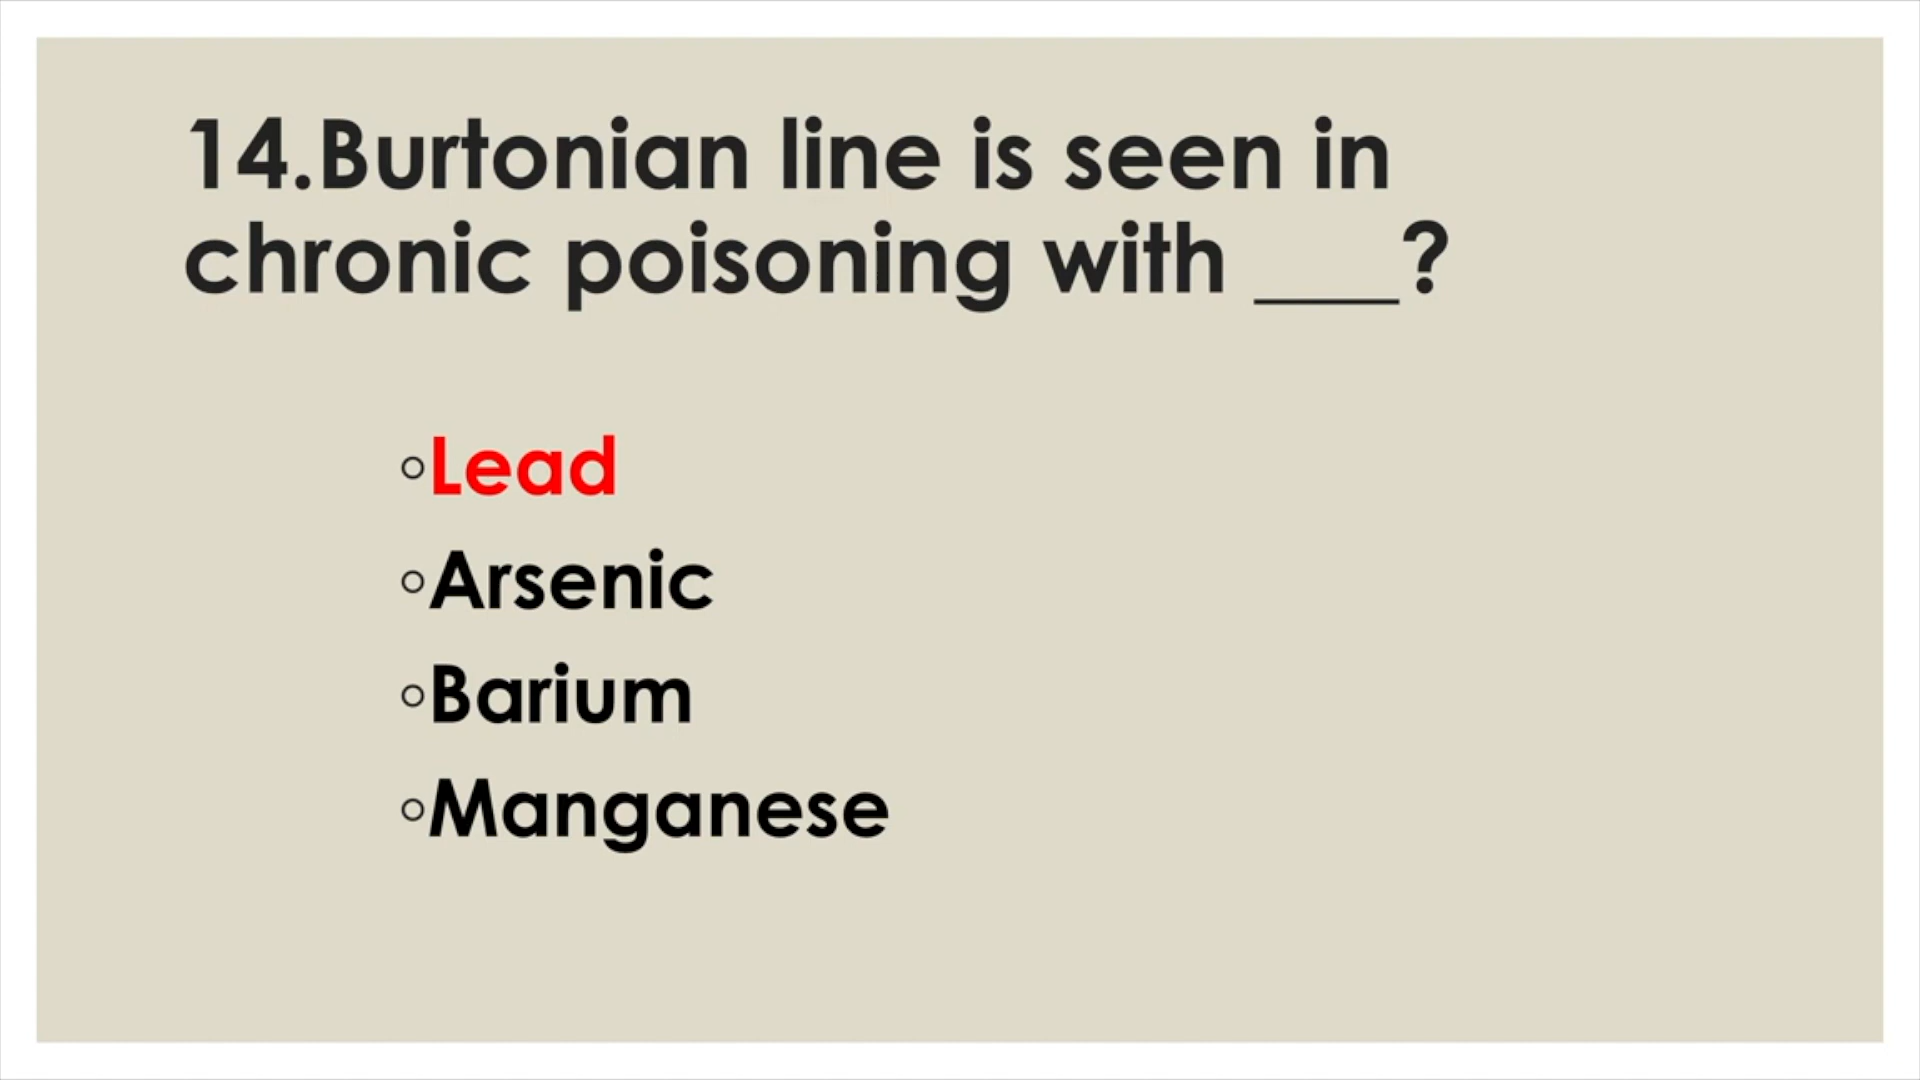 14.Burtonian line is seen in
chronic poisoning with ___?
◦Lead
◦Arsenic
◦Barium
◦Manganese